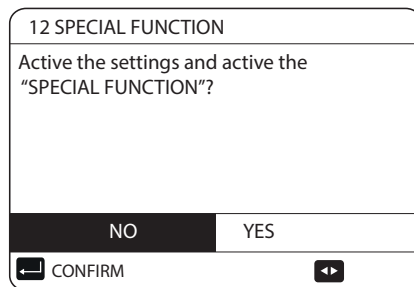 12 SPECIAL FUNCTION
Active the settings and active the
“SPECIAL FUNCTION”?
NO YES
CONFIRM